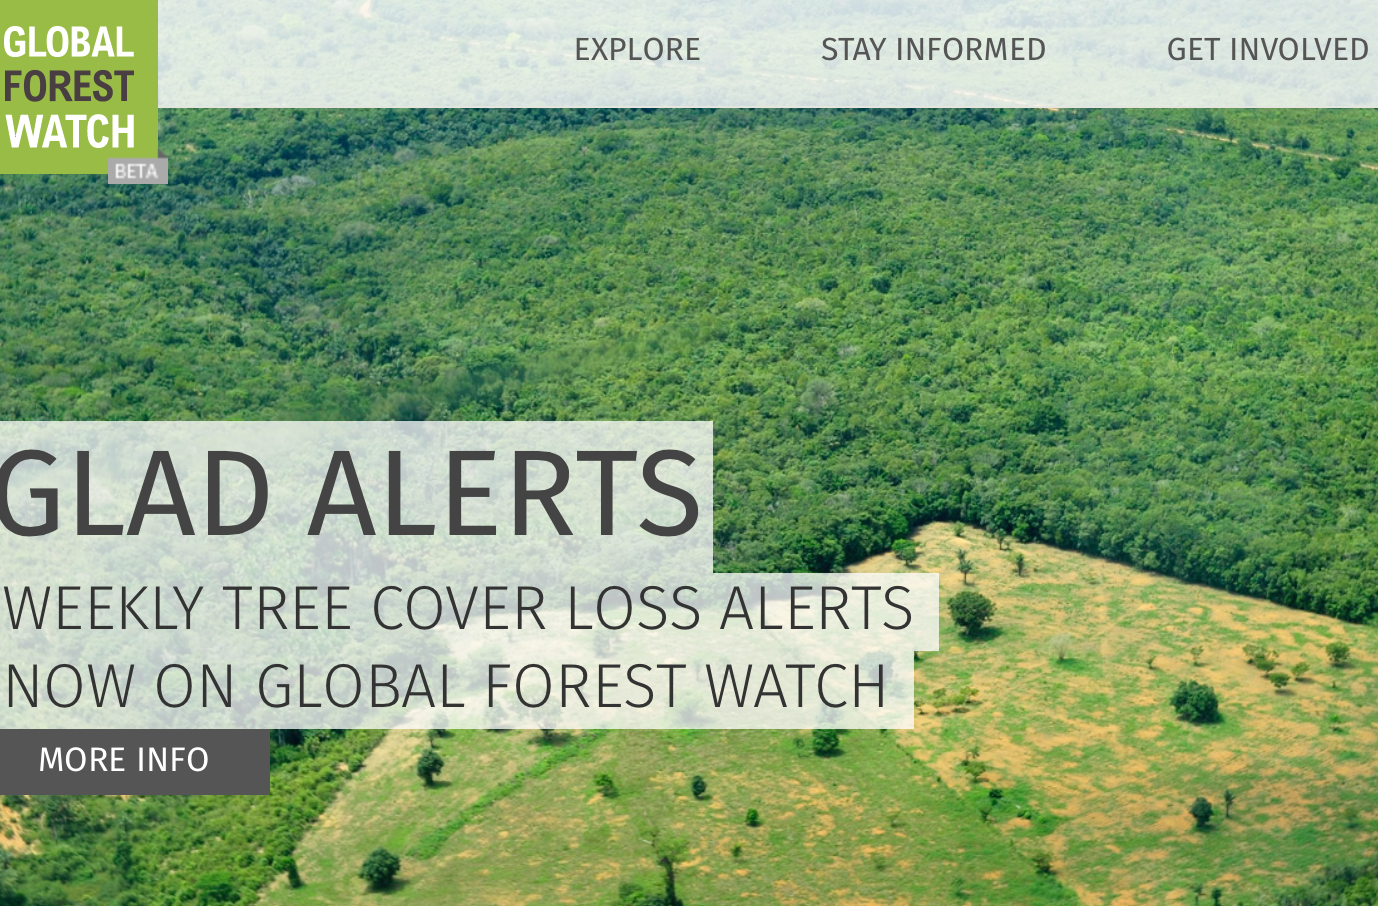 GLOBAL
FOREST
WATCH
BETA
EXPLORE STAY INFORMED GET INVOLVED
GLAD ALERTS
WEEKLY TREE COVER LOSS ALERTS
NOW ON GLOBAL FOREST WATCH
MORE INFO